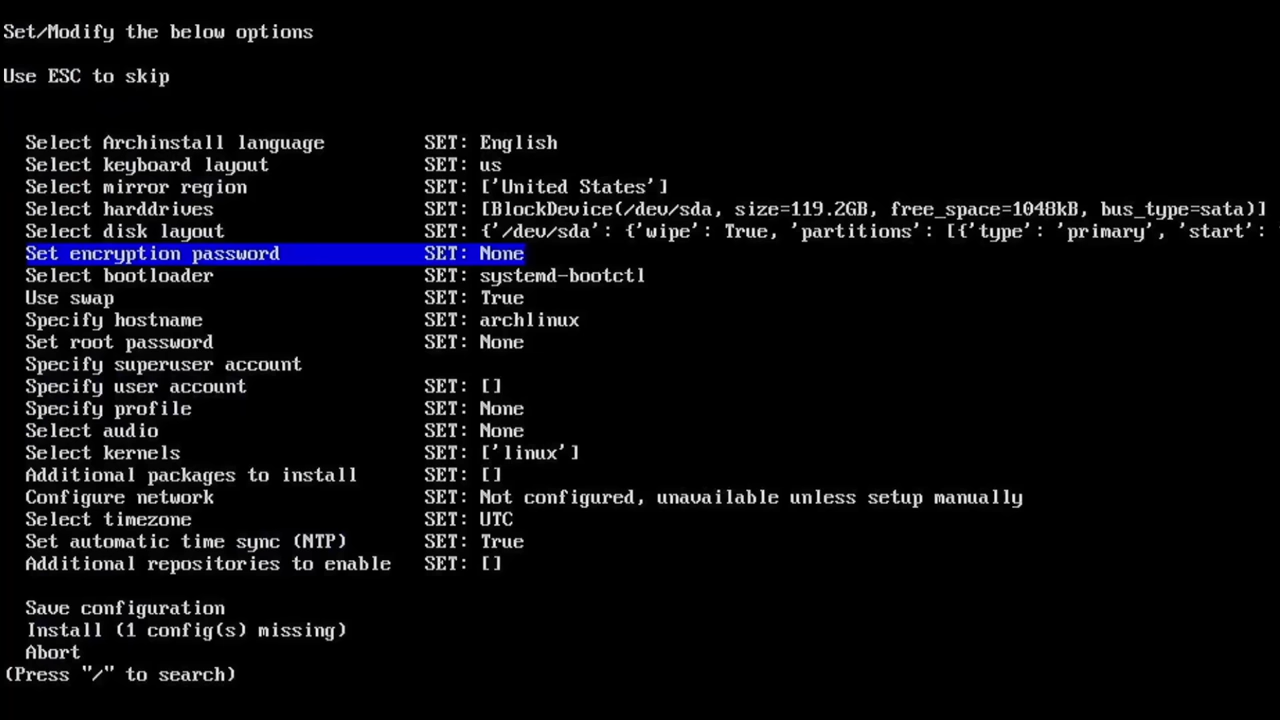 Set/Modify the below options
Use ESC to skip
Select Archinstall language SET: English
Select keyboard layout SET: us
Select mirror region SET: ['United States']
Select harddrives SET: [BlockDevice(/dev/sda, size=119.2GB, free_space=1048kB, bus_type=sata)]
Select disk layout SET: {'/dev/sda': {'wipe': True, 'partitions': [{'type': 'primary', 'start':
Set encryption password SET: None
Select bootloader SET: systemd-bootctl
Use swap SET: True
Specify hostname SET: archlinux
Set root password SET: None
Specify superuser account
Specify user account SET: []
Specify profile SET: None
Select audio SET: None
Select kernels SET: ['linux']
Additional packages to install SET: []
Configure network SET: Not configured, unavailable unless setup manually
Select timezone SET: UTC
Set automatic time sync (NTP) SET: True
Additional repositories to enable SET: []
Save configuration
Install (1 config(s) missing)
Abort
(Press "/" to search)